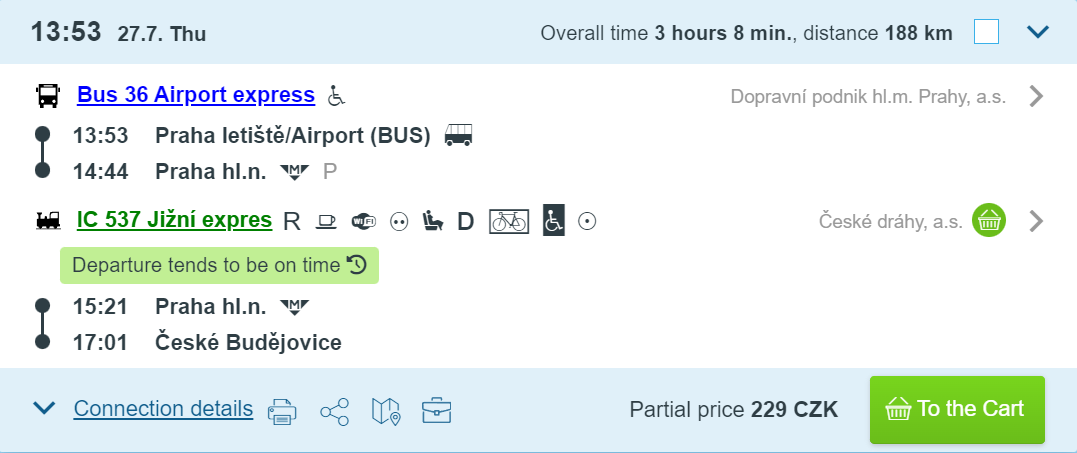 13:53 27.7. Thu Overall time 3 hours 8 min., distance 188 km
Bus 36 Airport express Dopravní podnik hl.m. Prahy, a.s.
13:53 Praha letiště/Airport (BUS)
14:44 Praha hl.n. M P
IC 537 Jižní expres R WiFi D České dráhy, a.s.
Departure tends to be on time
15:21 Praha hl.n. M
17:01 České Budějovice
Connection details Partial price 229 CZK To the Cart